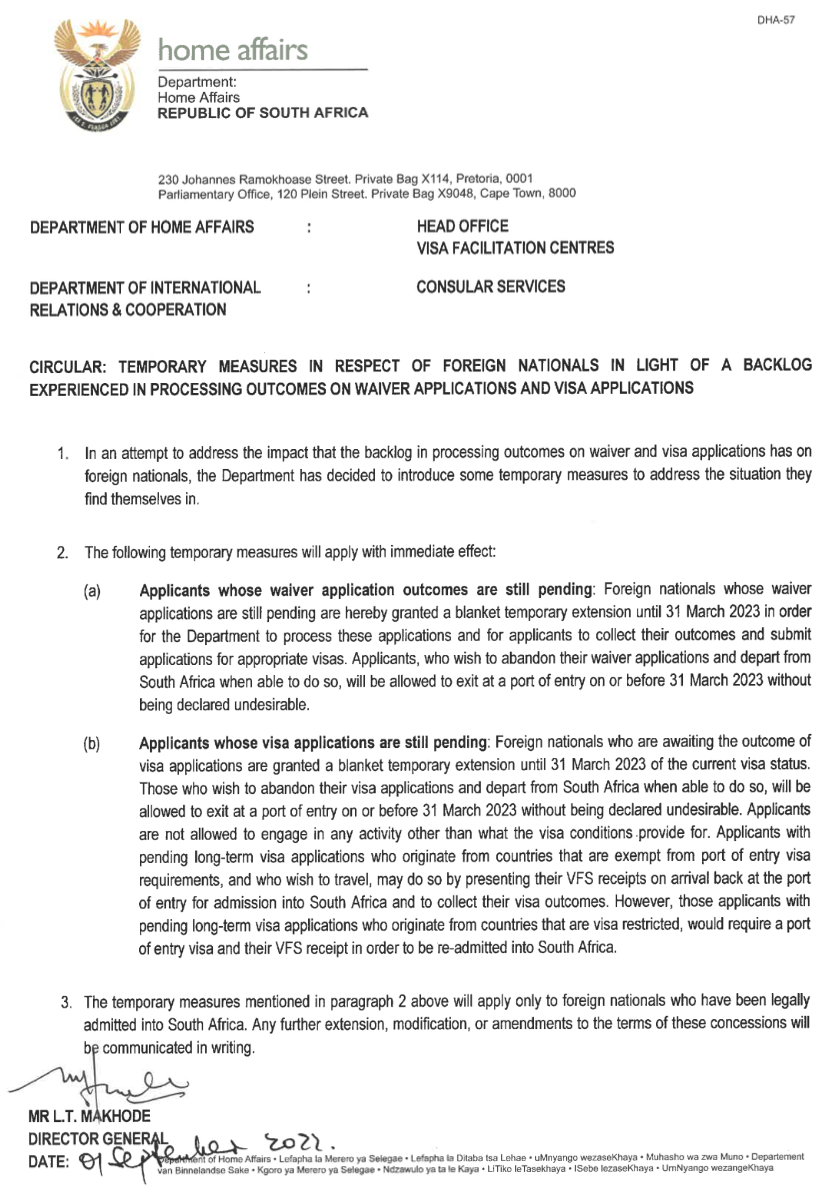 DHA-57
home affairs
Department:
Home Affairs
REPUBLIC OF SOUTH AFRICA
230 Johannes Ramokhoase Street. Private Bag X114, Pretoria, 0001
Parliamentary Office, 120 Plein Street. Private Bag X9048, Cape Town, 8000
DEPARTMENT OF HOME AFFAIRS : HEAD OFFICE
VISA FACILITATION CENTRES
DEPARTMENT OF INTERNATIONAL : CONSULAR SERVICES
RELATIONS & COOPERATION
CIRCULAR: TEMPORARY MEASURES IN RESPECT OF FOREIGN NATIONALS IN LIGHT OF A BACKLOG
EXPERIENCED IN PROCESSING OUTCOMES ON WAIVER APPLICATIONS AND VISA APPLICATIONS
1. In an attempt to address the impact that the backlog in processing outcomes on waiver and visa applications has on
foreign nationals, the Department has decided to introduce some temporary measures to address the situation they
find themselves in.
2. The following temporary measures will apply with immediate effect:
(a) Applicants whose waiver application outcomes are still pending: Foreign nationals whose waiver
applications are still pending are hereby granted a blanket temporary extension until 31 March 2023 in order
for the Department to process these applications and for applicants to collect their outcomes and submit
applications for appropriate visas. Applicants, who wish to abandon their waiver applications and depart from
South Africa when able to do so, will be allowed to exit at a port of entry on or before 31 March 2023 without
being declared undesirable.
(b) Applicants whose visa applications are still pending: Foreign nationals who are awaiting the outcome of
visa applications are granted a blanket temporary extension until 31 March 2023 of the current visa status.
Those who wish to abandon their visa applications and depart from South Africa when able to do so, will be
allowed to exit at a port of entry on or before 31 March 2023 without being declared undesirable. Applicants
are not allowed to engage in any activity other than what the visa conditions provide for. Applicants with
pending long-term visa applications who originate from countries that are exempt from port of entry visa
requirements, and who wish to travel, may do so by presenting their VFS receipts on arrival back at the port
of entry for admission into South Africa and to collect their visa outcomes. However, those applicants with
pending long-term visa applications who originate from countries that are visa restricted, would require a port
of entry visa and their VFS receipt in order to be re-admitted into South Africa.
3. The temporary measures mentioned in paragraph 2 above will apply only to foreign nationals who have been legally
admitted into South Africa. Any further extension, modification, or amendments to the terms of these concessions will
be communicated in writing.
MR L.T. MAKHODE
DIRECTOR GENERAL
DATE: 01 September 2022.
Department of Home Affairs • Lefapha la Merero ya Selegae • Lefapha la Ditaba tsa Lehae • uMnyango wezaseKhaya • Muhasho wa zwa Muno • Departement
van Binnelandse Sake • Kgoro ya Merero ya Selegae • Ndzawulo ya ta le Kaya • LiTiko leTasekhaya • ISebe lezaseKhaya • UmNyango wezangeKhaya